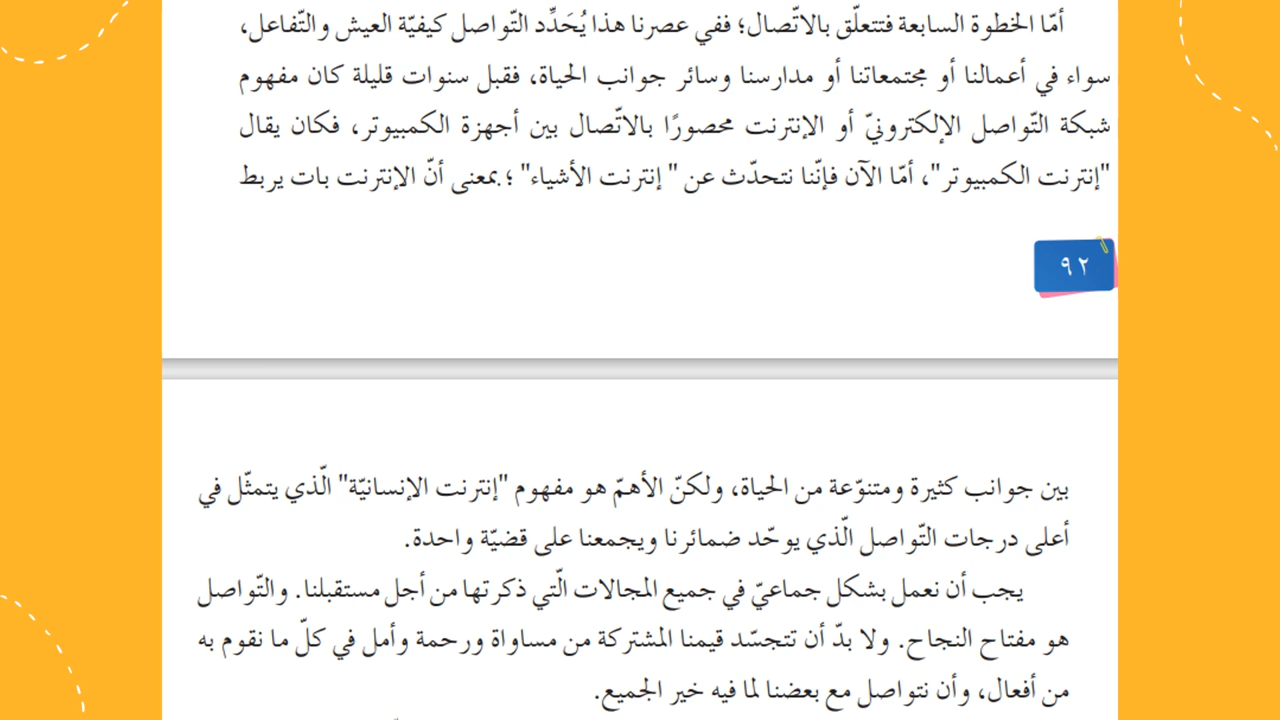 أمّا الخطوة السابعة فتتعلّق بالاتّصال؛ ففي عصرنا هذا يُحَدِّد التّواصل كيفيّة العيش والتّفاعل،
سواء في أعمالنا أو مجتمعاتنا أو مدارسنا وسائر جوانب الحياة، فقبل سنوات قليلة كان مفهوم
شبكة التّواصل الإلكترونيّ أو الإنترنت محصورًا بالاتّصال بين أجهزة الكمبيوتر، فكان يقال
"إنترنت الكمبيوتر"، أمّا الآن فإنّنا نتحدّث عن " إنترنت الأشياء" ؛ بمعنى أنّ الإنترنت بات يربط
٩٢
بين جوانب كثيرة ومتنوّعة من الحياة، ولكنّ الأهمّ هو مفهوم "إنترنت الإنسانيّة" الّذي يتمثّل في
أعلى درجات التّواصل الّذي يوحّد ضمائرنا ويجمعنا على قضيّة واحدة.
يجب أن نعمل بشكل جماعيّ في جميع المجالات الّتي ذكرتها من أجل مستقبلنا. والتّواصل
هو مفتاح النجاح. ولا بدّ أن تتجسّد قيمنا المشتركة من مساواة ورحمة وأمل في كلّ ما نقوم به
من أفعال، وأن نتواصل مع بعضنا لما فيه خير الجميع.